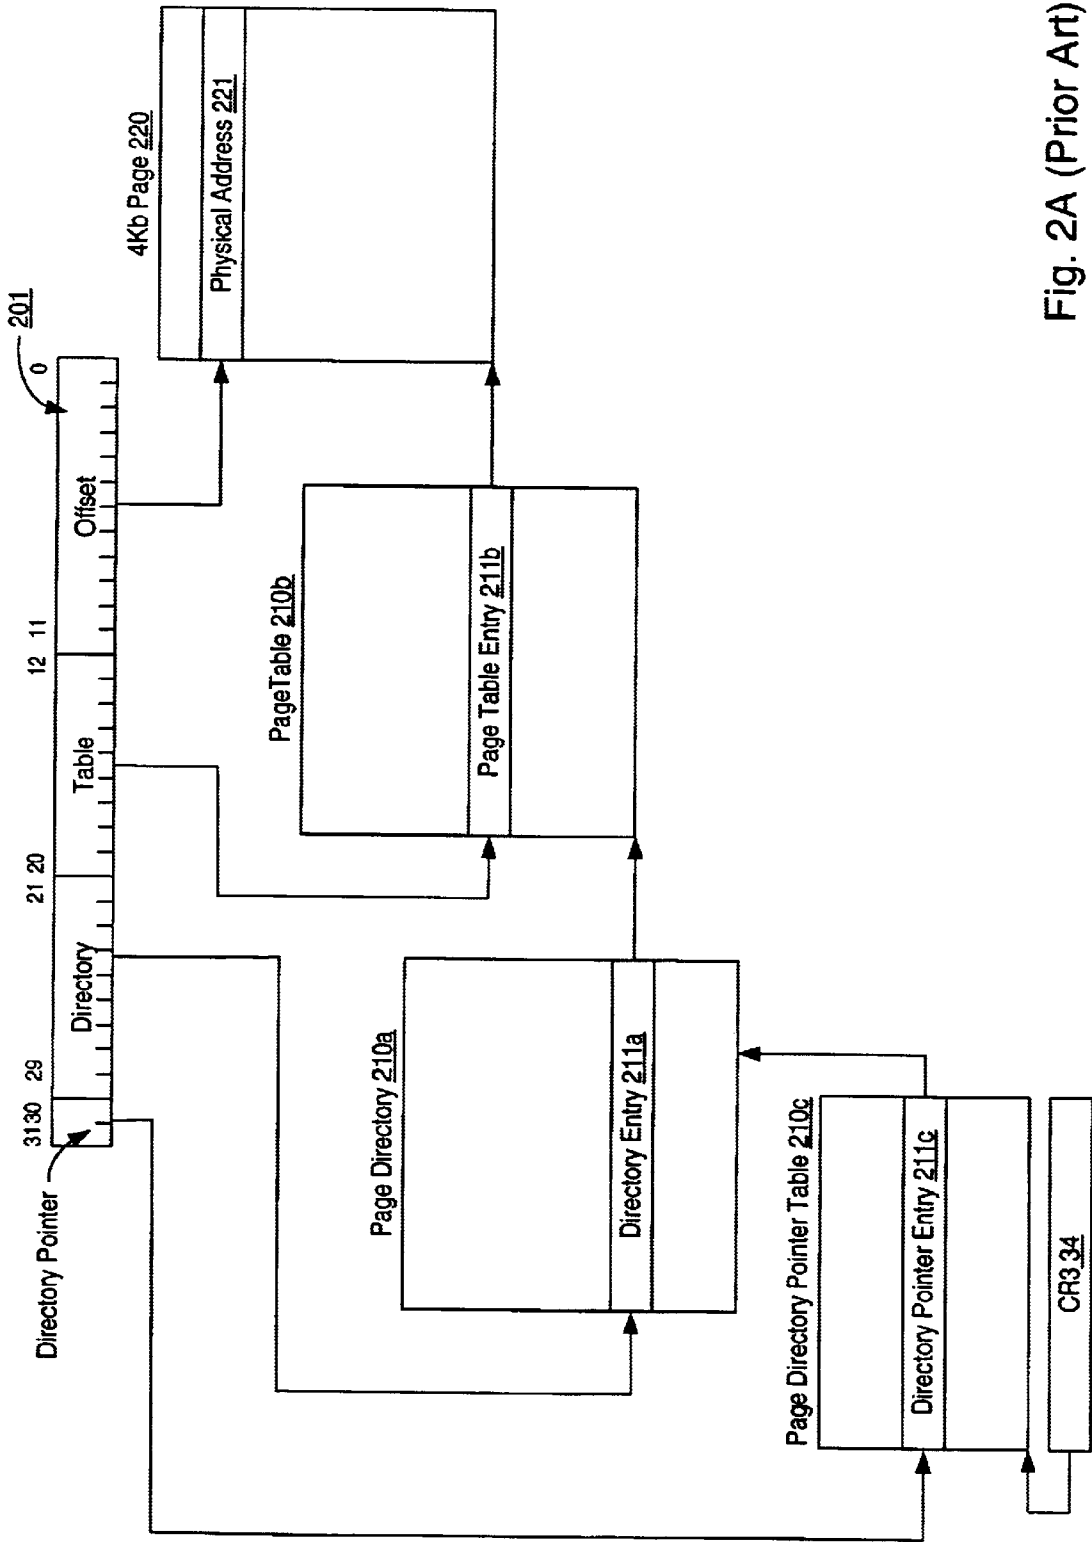 Directory Pointer
3130
29
21 20
12
11
0
201
Directory
Table
Offset
4Kb Page 220
Physical Address 221
PageTable 210b
Page Table Entry 211b
Page Directory 210a
Directory Entry 211a
Page Directory Pointer Table 210c
Directory Pointer Entry 211c
CR3 34
Fig. 2A (Prior Art)